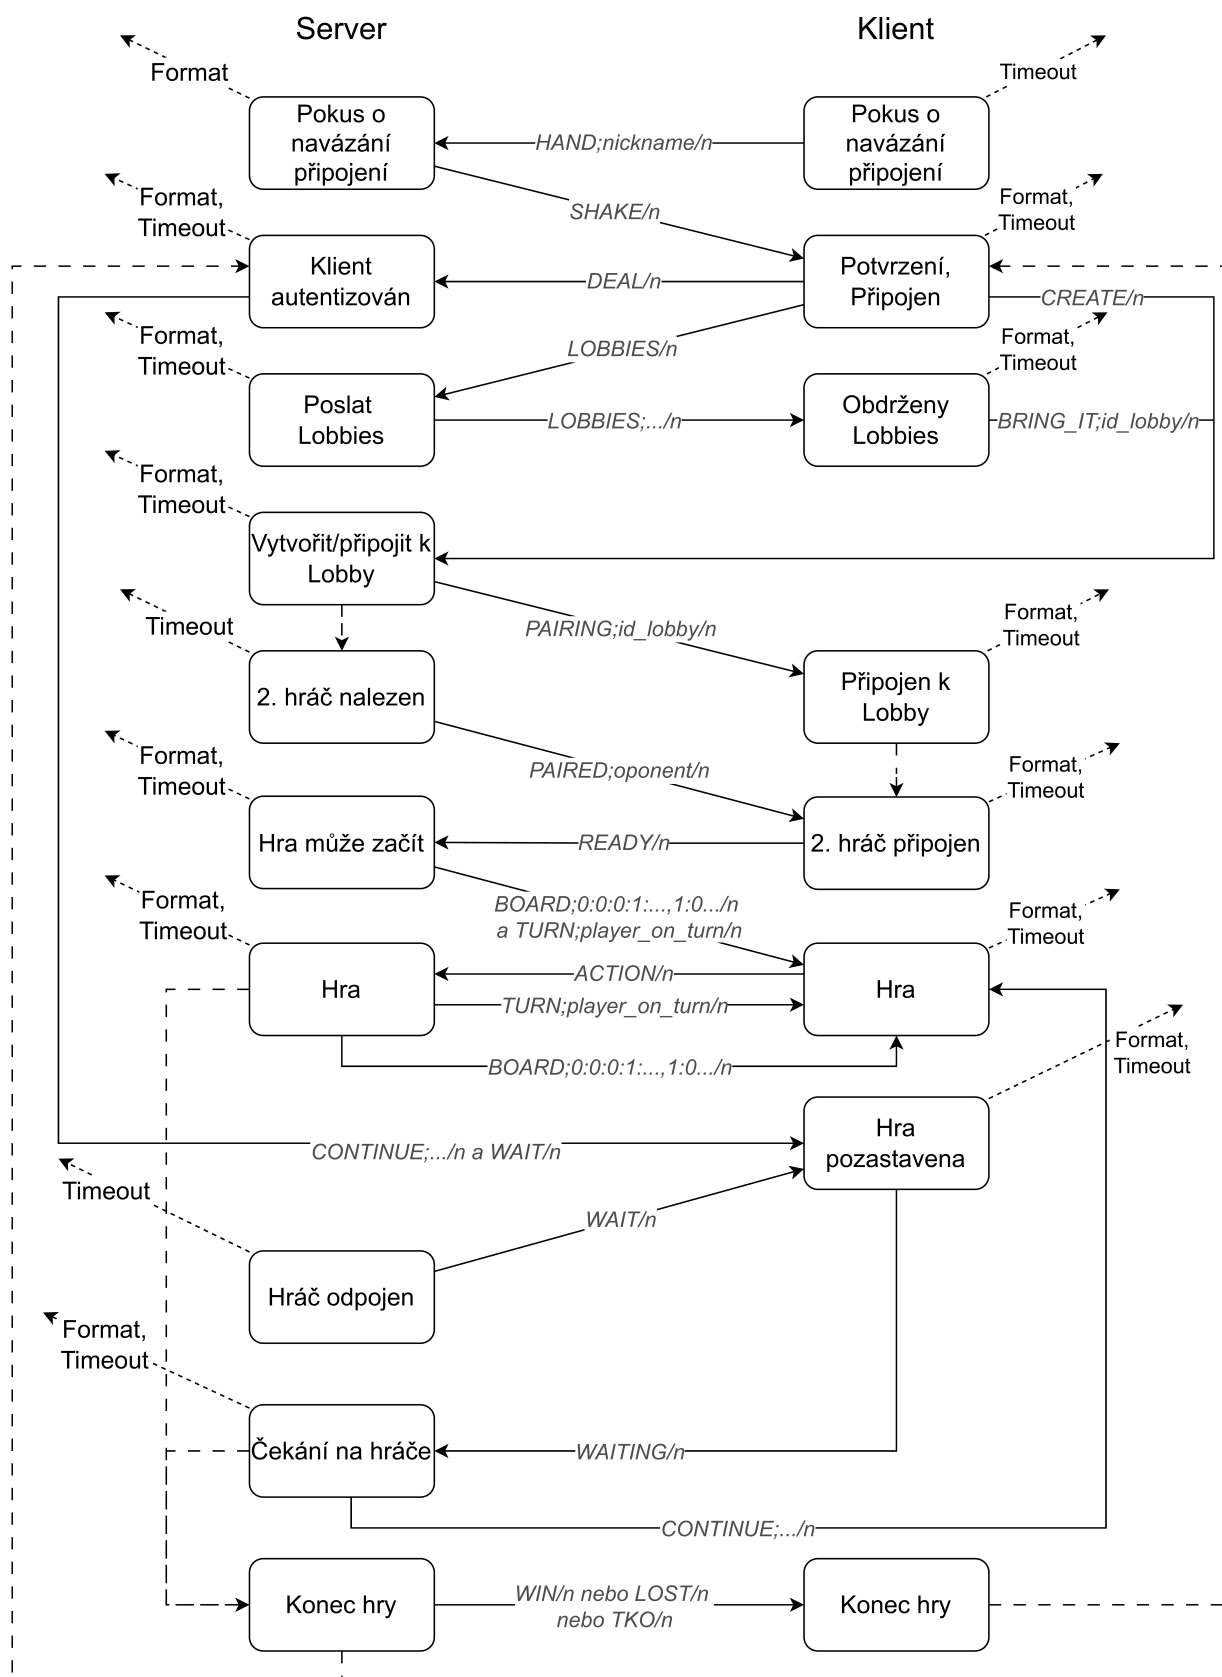 Server
Klient
Format
Timeout
Pokus o
navázání
připojení
HAND;nickname/n
Pokus o
navázání
připojení
Format,
Timeout
SHAKE/n
Format,
Timeout
Klient
autentizován
DEAL/n
Potvrzení,
Připojen
CREATE/n
Format,
Timeout
LOBBIES/n
Format,
Timeout
Poslat
Lobbies
LOBBIES;.../n
Obdrženy
Lobbies
BRING_IT;id_lobby/n
Format,
Timeout
Vytvořit/připojit k
Lobby
PAIRING;id_lobby/n
Timeout
Format,
Timeout
2. hráč nalezen
Připojen k
Lobby
Format,
Timeout
PAIRED;oponent/n
Format,
Timeout
Hra může začít
READY/n
2. hráč připojen
Format,
Timeout
BOARD;0:0:0:1:...,1:0.../n
a TURN;player_on_turn/n
Format,
Timeout
Hra
ACTION/n
TURN;player_on_turn/n
Hra
BOARD;0:0:0:1:...,1:0.../n
Format,
Timeout
CONTINUE;.../n a WAIT/n
Hra
pozastavena
Timeout
WAIT/n
Hráč odpojen
Format,
Timeout
Čekání na hráče
WAITING/n
CONTINUE;.../n
Konec hry
WIN/n nebo LOST/n
nebo TKO/n
Konec hry